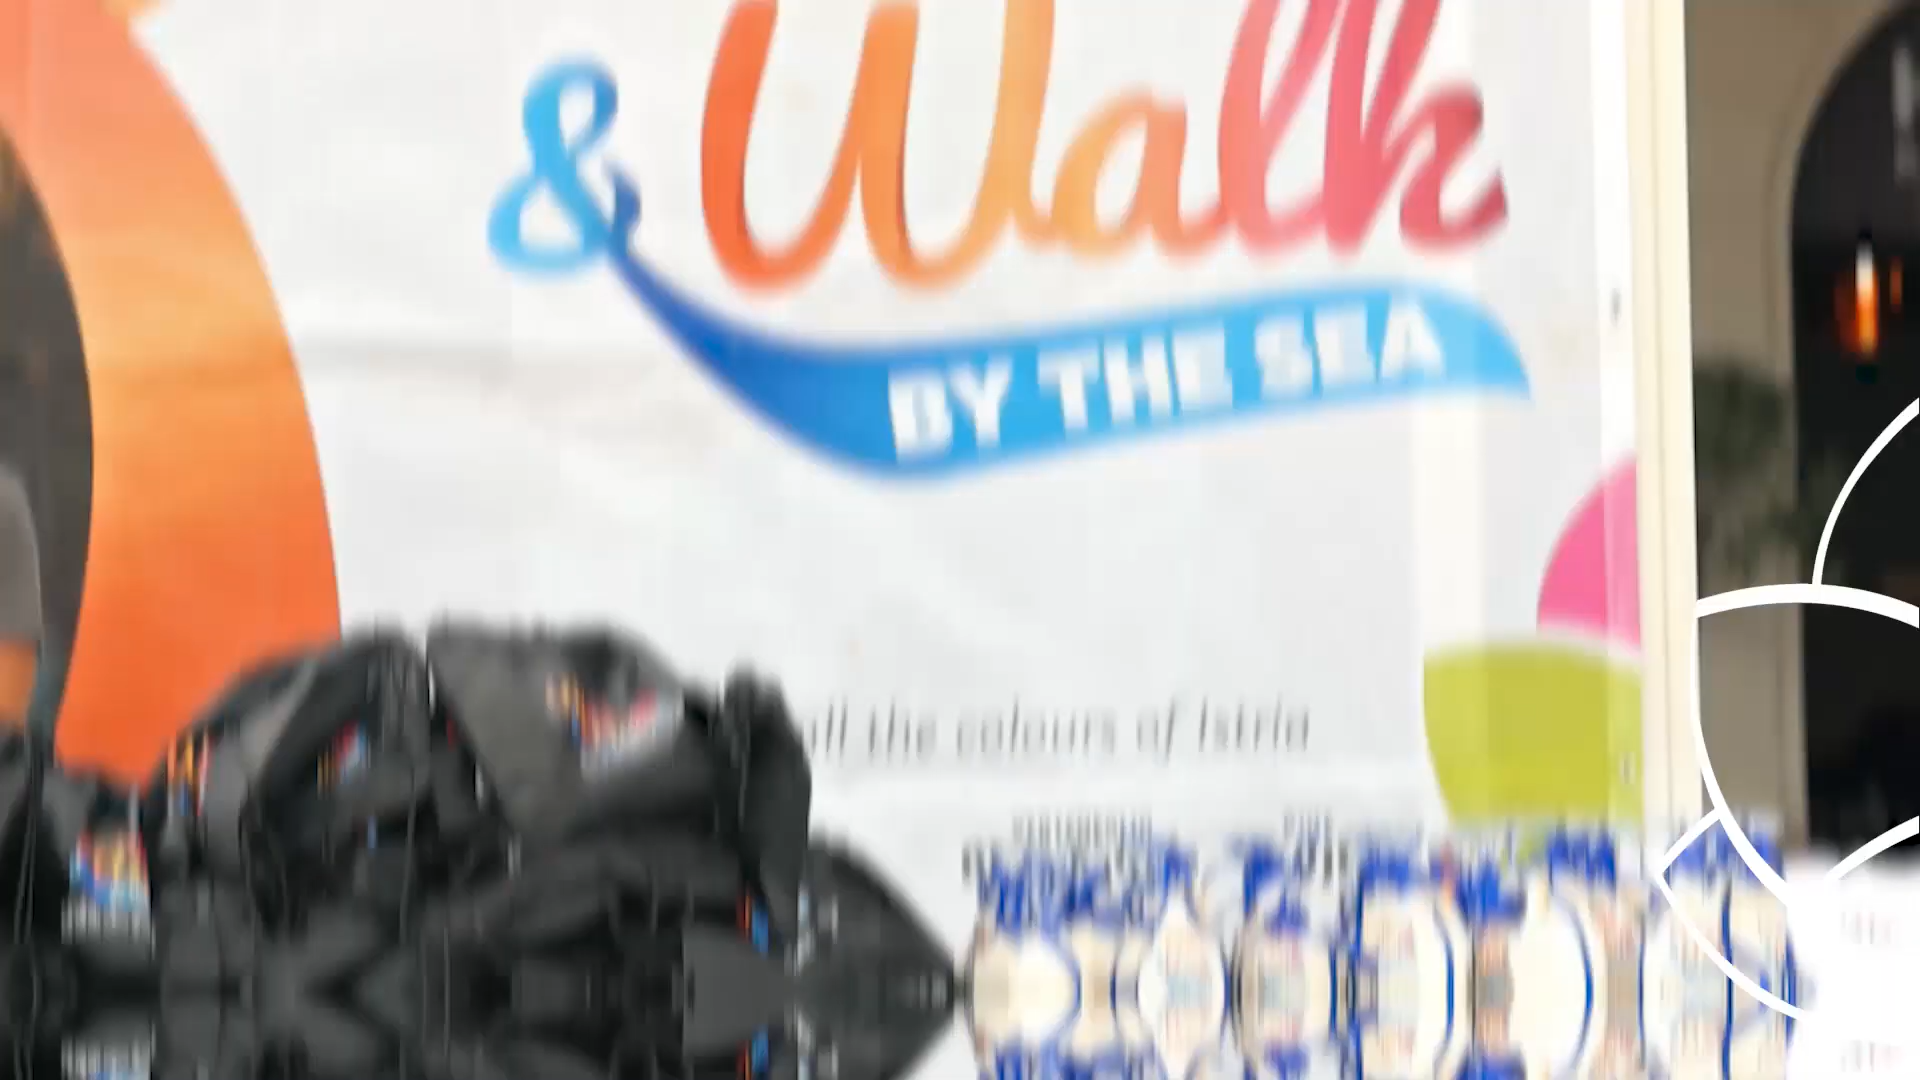 & Walk
BY THE SEA
all the colours of Istria